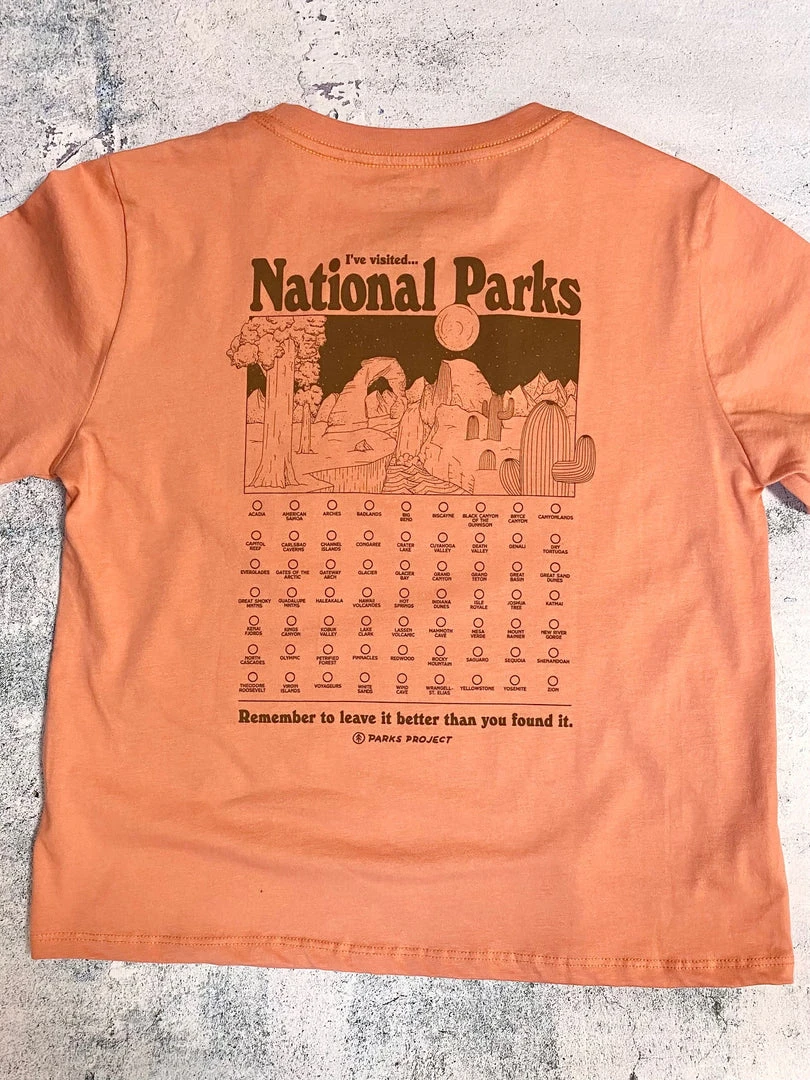 I've visited...
National Parks
ACADIA AMERICAN SAMOA ARCHES BADLANDS BIG BEND BISCAYNE BLACK CANYON OF THE GUNNISON BRYCE CANYON CANYONLANDS
CAPITOL REEF CARLSBAD CAVERNS CHANNEL ISLANDS CONGAREE CRATER LAKE CUYAHOGA VALLEY DEATH VALLEY DENALI DRY TORTUGAS
EVERGLADES GATES OF THE ARCTIC GATEWAY ARCH GLACIER GLACIER BAY GRAND CANYON GRAND TETON GREAT BASIN GREAT SAND DUNES
GREAT SMOKY MNTNS GUADALUPE MNTNS HALEAKALA HAWAII VOLCANOES HOT SPRINGS INDIANA DUNES ISLE ROYALE JOSHUA TREE KATMAI
KENAI FJORDS KINGS CANYON KOBUK VALLEY LAKE CLARK LASSEN VOLCANIC MAMMOTH CAVE MESA VERDE MOUNT RAINIER NEW RIVER GORGE
NORTH CASCADES OLYMPIC PETRIFIED FOREST PINNACLES REDWOOD ROCKY MOUNTAIN SAGUARO SEQUOIA SHENANDOAH
THEODORE ROOSEVELT VIRGIN ISLANDS VOYAGEURS WHITE SANDS WIND CAVE WRANGELL-ST. ELIAS YELLOWSTONE YOSEMITE ZION
Remember to leave it better than you found it.
PARKS PROJECT